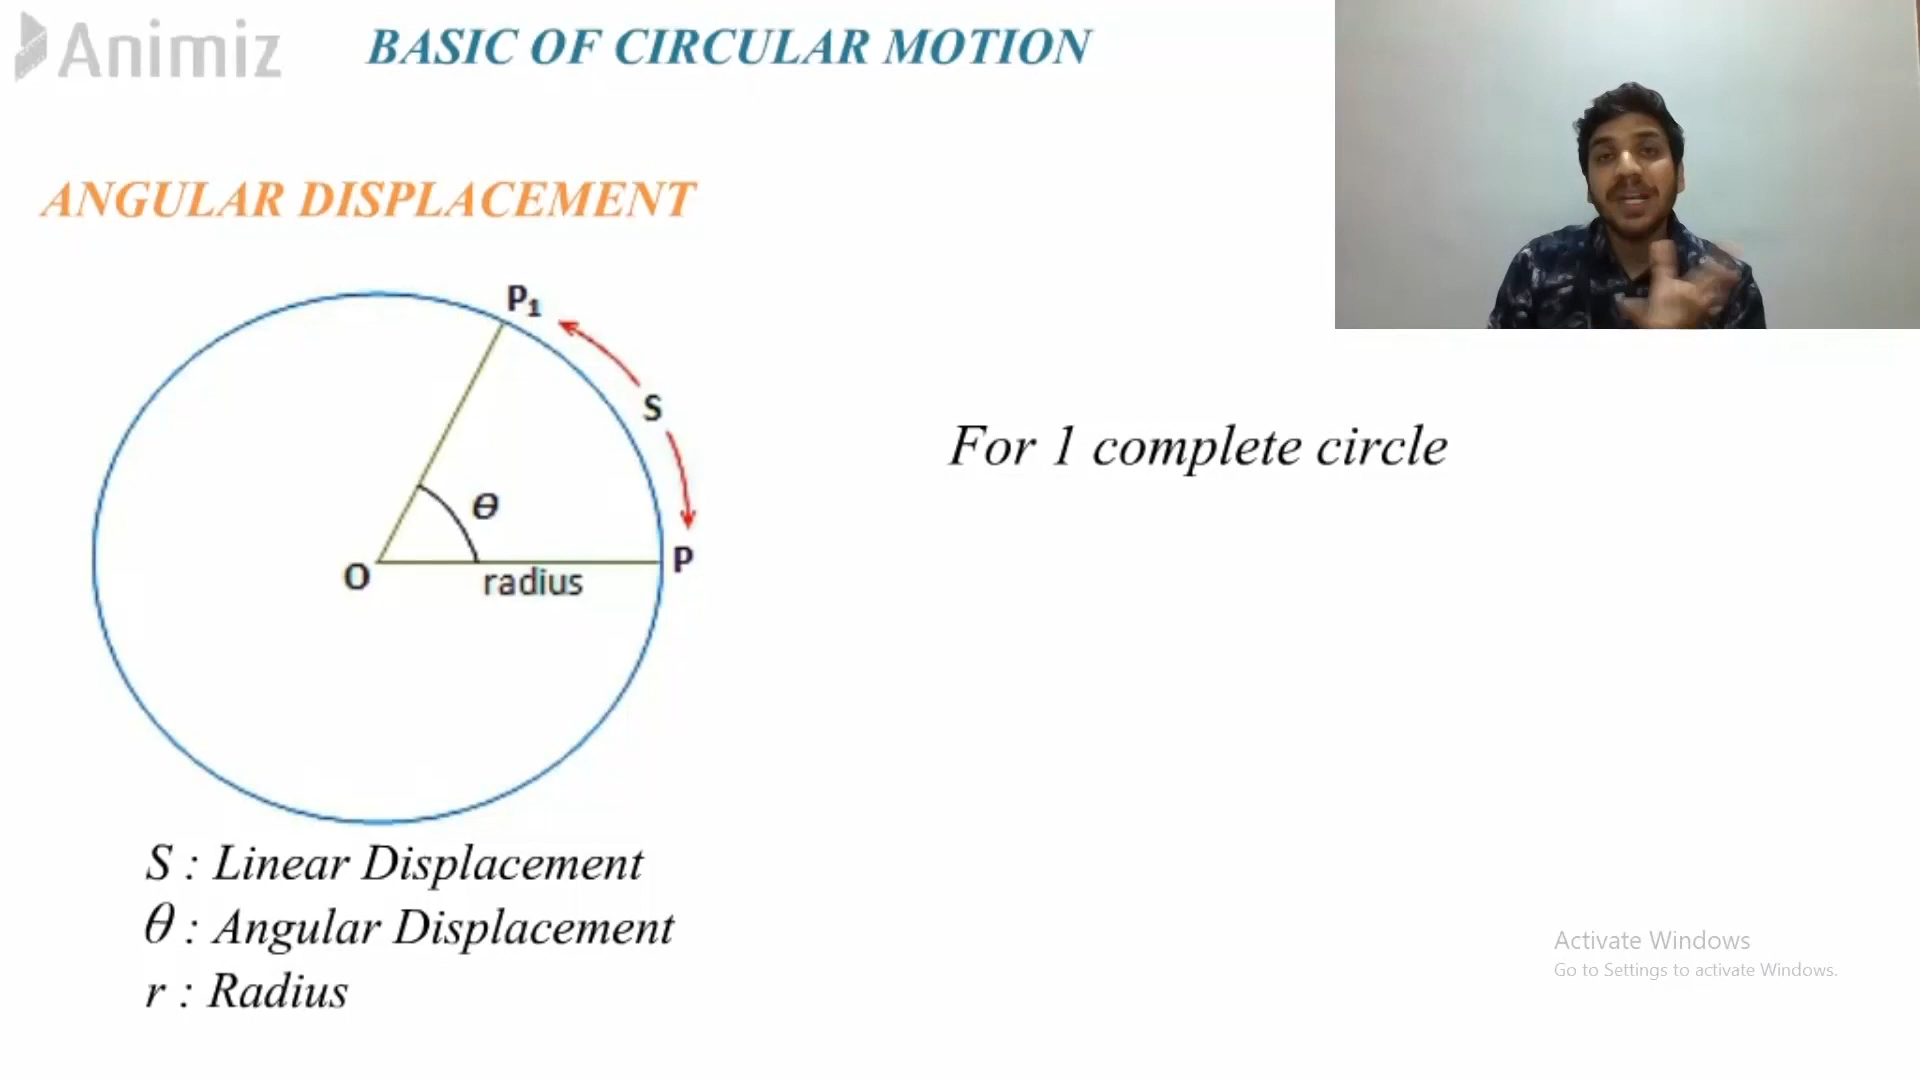 Animiz
BASIC OF CIRCULAR MOTION
ANGULAR DISPLACEMENT
P₁
S
θ
P
O
radius
For 1 complete circle
S : Linear Displacement
θ : Angular Displacement
r : Radius
Activate Windows
Go to Settings to activate Windows.